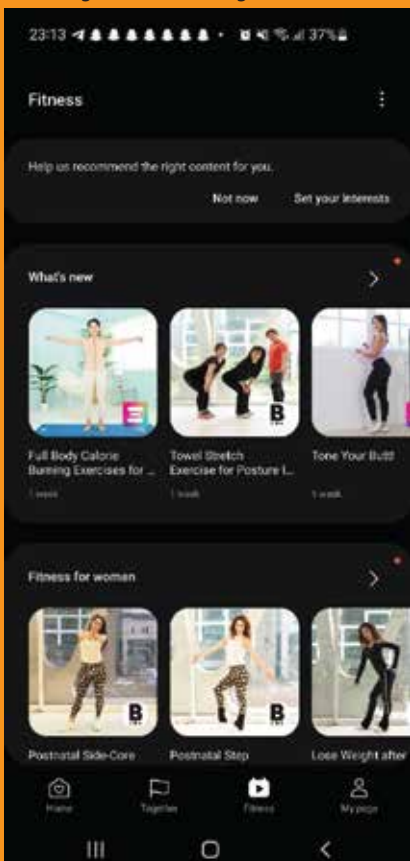 23:13
37%
Fitness
Help us recommend the right content for you.
Not now Set your interests
What's new
Full Body Calorie
Burning Exercises for ...
Towel Stretch
Exercise for Posture I...
Tone Your Butt!
1 week
1 week
1 week
Fitness for women
Postnatal Side-Core
Postnatal Step
Lose Weight after
Home
Together
Fitness
My page